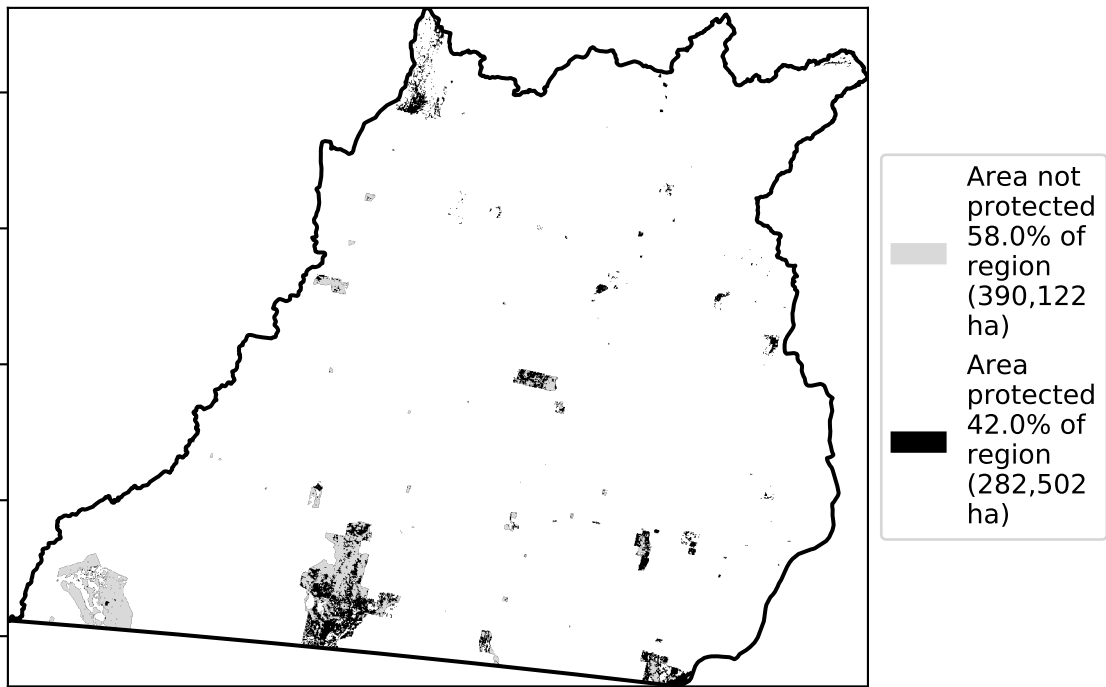 Area not
protected
58.0% of
region
(390,122
ha)
Area
protected
42.0% of
region
(282,502
ha)